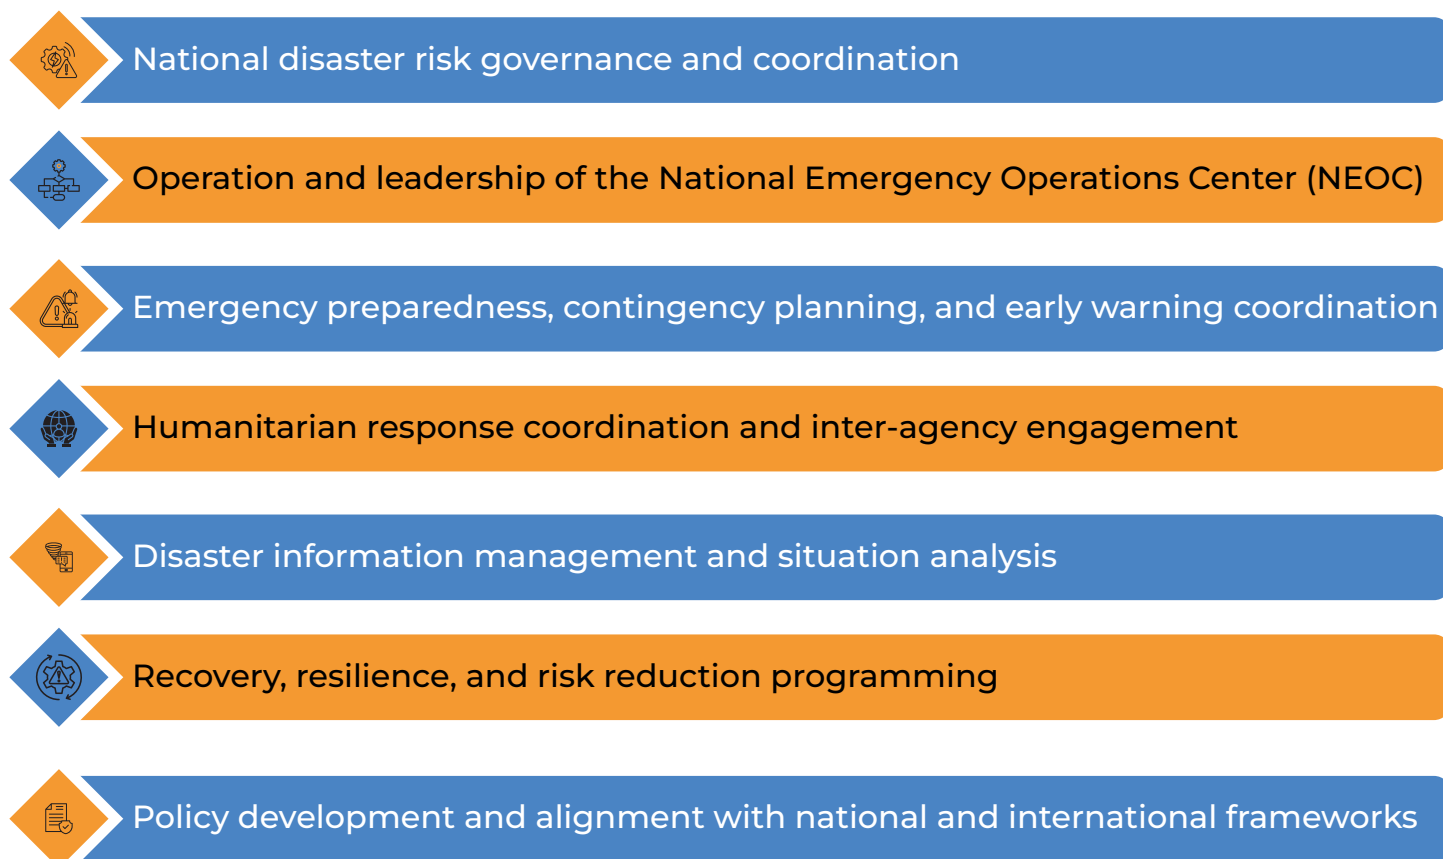 National disaster risk governance and coordination
Operation and leadership of the National Emergency Operations Center (NEOC)
Emergency preparedness, contingency planning, and early warning coordination
Humanitarian response coordination and inter-agency engagement
Disaster information management and situation analysis
Recovery, resilience, and risk reduction programming
Policy development and alignment with national and international frameworks